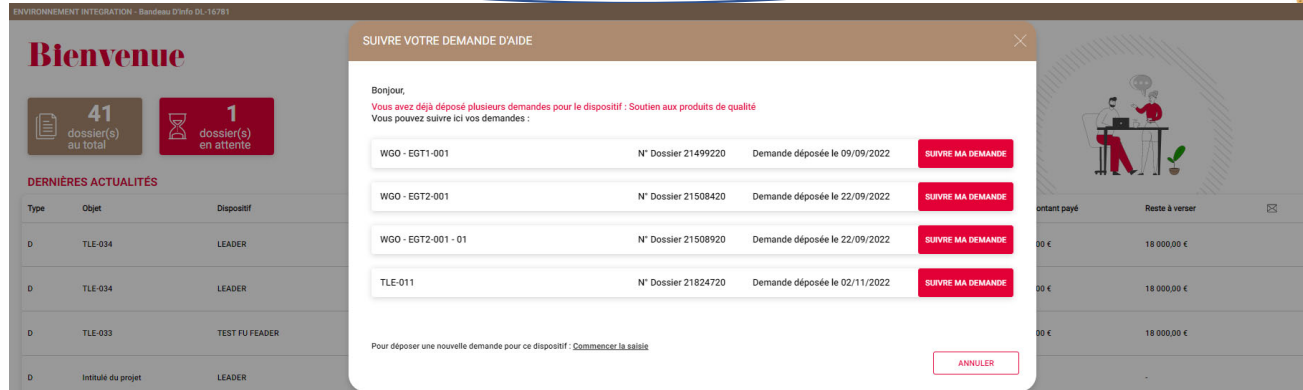 ENVIRONNEMENT INTEGRATION - Bandeau D'info DL-16781
Bienvenue
41
dossier(s)
au total
1
dossier(s)
en attente
DERNIÈRES ACTUALITÉS
Type Objet Dispositif ontant payé Reste à verser
D TLE-034 LEADER 00 € 18 000,00 €
D TLE-034 LEADER 00 € 18 000,00 €
D TLE-033 TEST FU FEADER 00 € 18 000,00 €
D Intitulé du projet LEADER -
SUIVRE VOTRE DEMANDE D'AIDE
Bonjour,
Vous avez déjà déposé plusieurs demandes pour le dispositif : Soutien aux produits de qualité
Vous pouvez suivre ici vos demandes :
WGO - EGT1-001 N° Dossier 21499220 Demande déposée le 09/09/2022 SUIVRE MA DEMANDE
WGO - EGT2-001 N° Dossier 21508420 Demande déposée le 22/09/2022 SUIVRE MA DEMANDE
WGO - EGT2-001 - 01 N° Dossier 21508920 Demande déposée le 22/09/2022 SUIVRE MA DEMANDE
TLE-011 N° Dossier 21824720 Demande déposée le 02/11/2022 SUIVRE MA DEMANDE
Pour déposer une nouvelle demande pour ce dispositif : Commencer la saisie
ANNULER